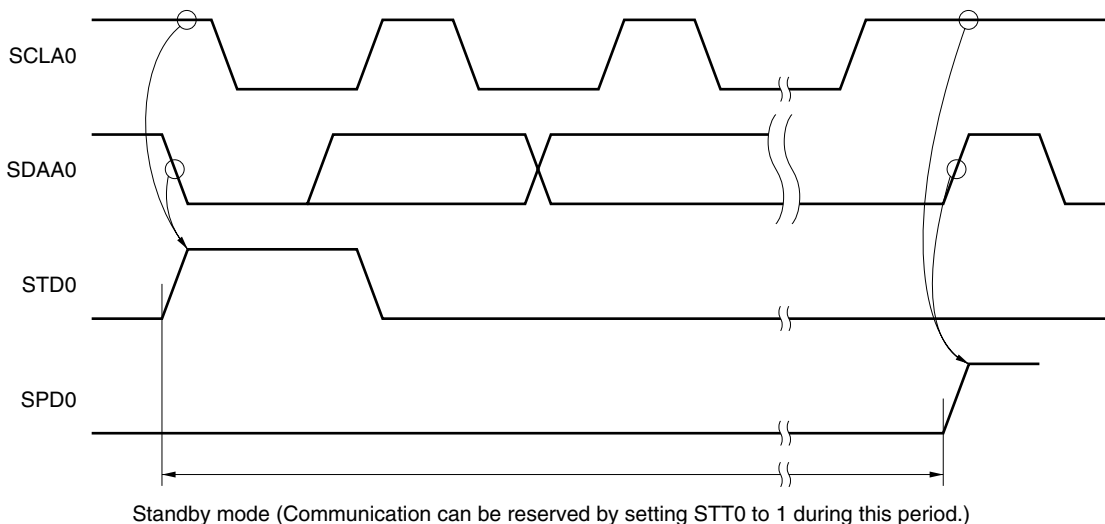 SCLA0
SDAA0
STD0
SPD0
Standby mode (Communication can be reserved by setting STT0 to 1 during this period.)